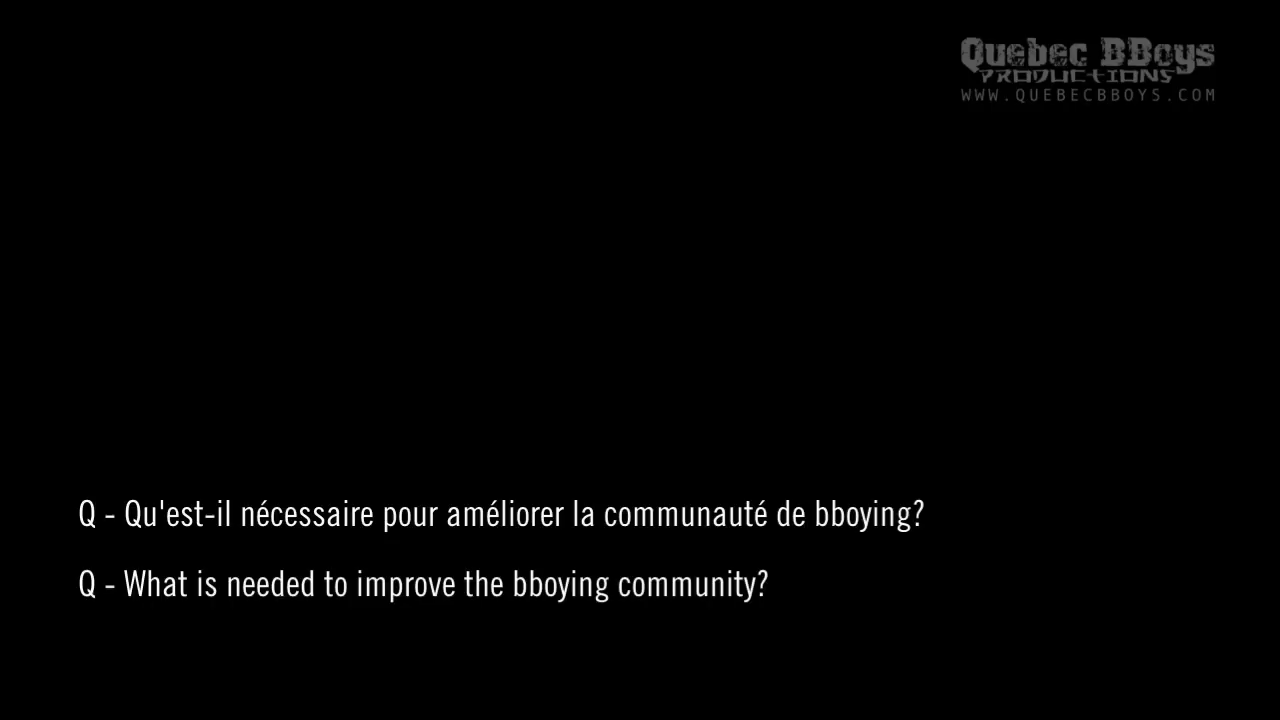 Quebec BBoys
PRODUCTIONS
WWW.QUEBECBBOYS.COM
Q - Qu'est-il nécessaire pour améliorer la communauté de bboying?
Q - What is needed to improve the bboying community?